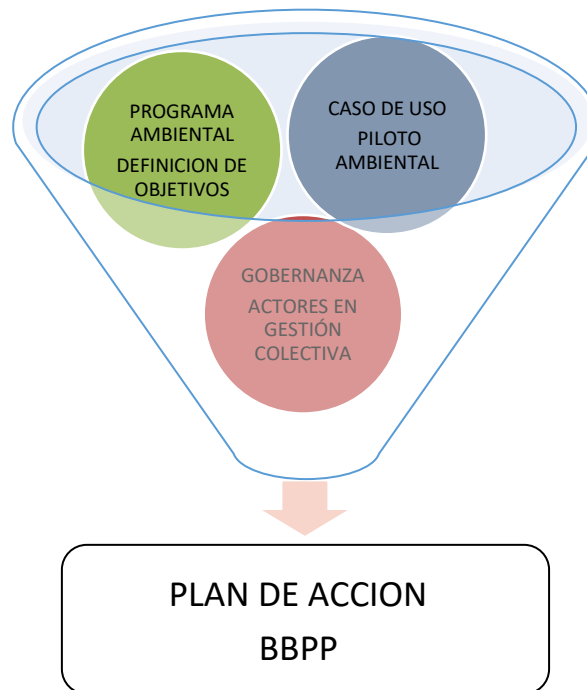 PROGRAMA
AMBIENTAL
DEFINICION DE
OBJETIVOS
CASO DE USO
PILOTO
AMBIENTAL
GOBERNANZA
ACTORES EN
GESTIÓN
COLECTIVA
PLAN DE ACCION
BBPP